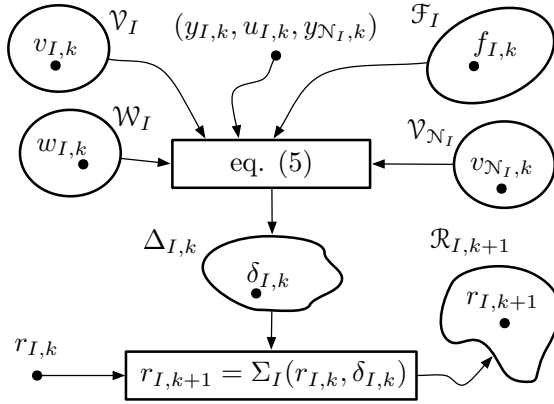 𝒱_I
v_{I,k}
(y_{I,k}, u_{I,k}, y_{𝒩_I,k})
ℱ_I
f_{I,k}
𝒲_I
w_{I,k}
eq. (5)
𝒱_{𝒩_I}
v_{𝒩_I,k}
Δ_{I,k}
δ_{I,k}
ℛ_{I,k+1}
r_{I,k+1}
r_{I,k}
r_{I,k+1} = Σ_I(r_{I,k}, δ_{I,k})